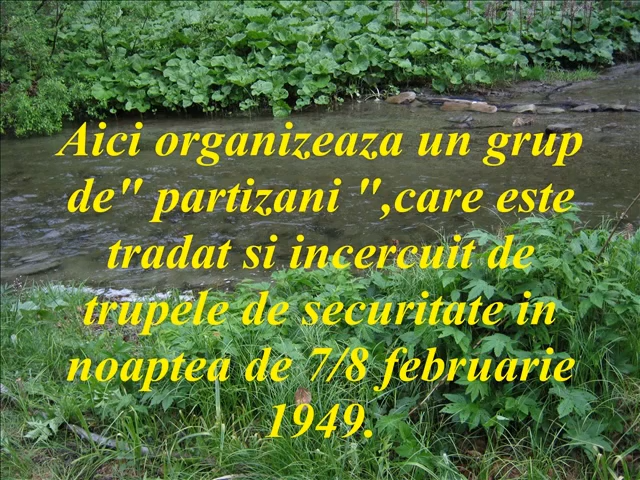 Aici organizeaza un grup
de" partizani ",care este
tradat si incercuit de
trupele de securitate in
noaptea de 7/8 februarie
1949.